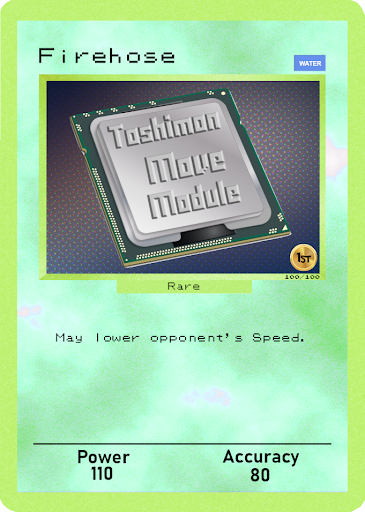 Firehose
WATER
Toshimon
Move
Module
1ST
100/100
Rare
May lower opponent's Speed.
Power
110
Accuracy
80